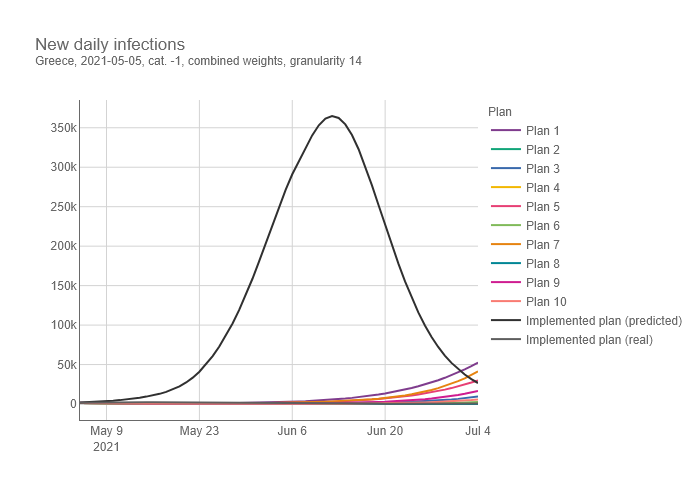 New daily infections
Greece, 2021-05-05, cat. -1, combined weights, granularity 14
350k
300k
250k
200k
150k
100k
50k
0
May 9
2021
May 23
Jun 6
Jun 20
Jul 4
Plan
Plan 1
Plan 2
Plan 3
Plan 4
Plan 5
Plan 6
Plan 7
Plan 8
Plan 9
Plan 10
Implemented plan (predicted)
Implemented plan (real)